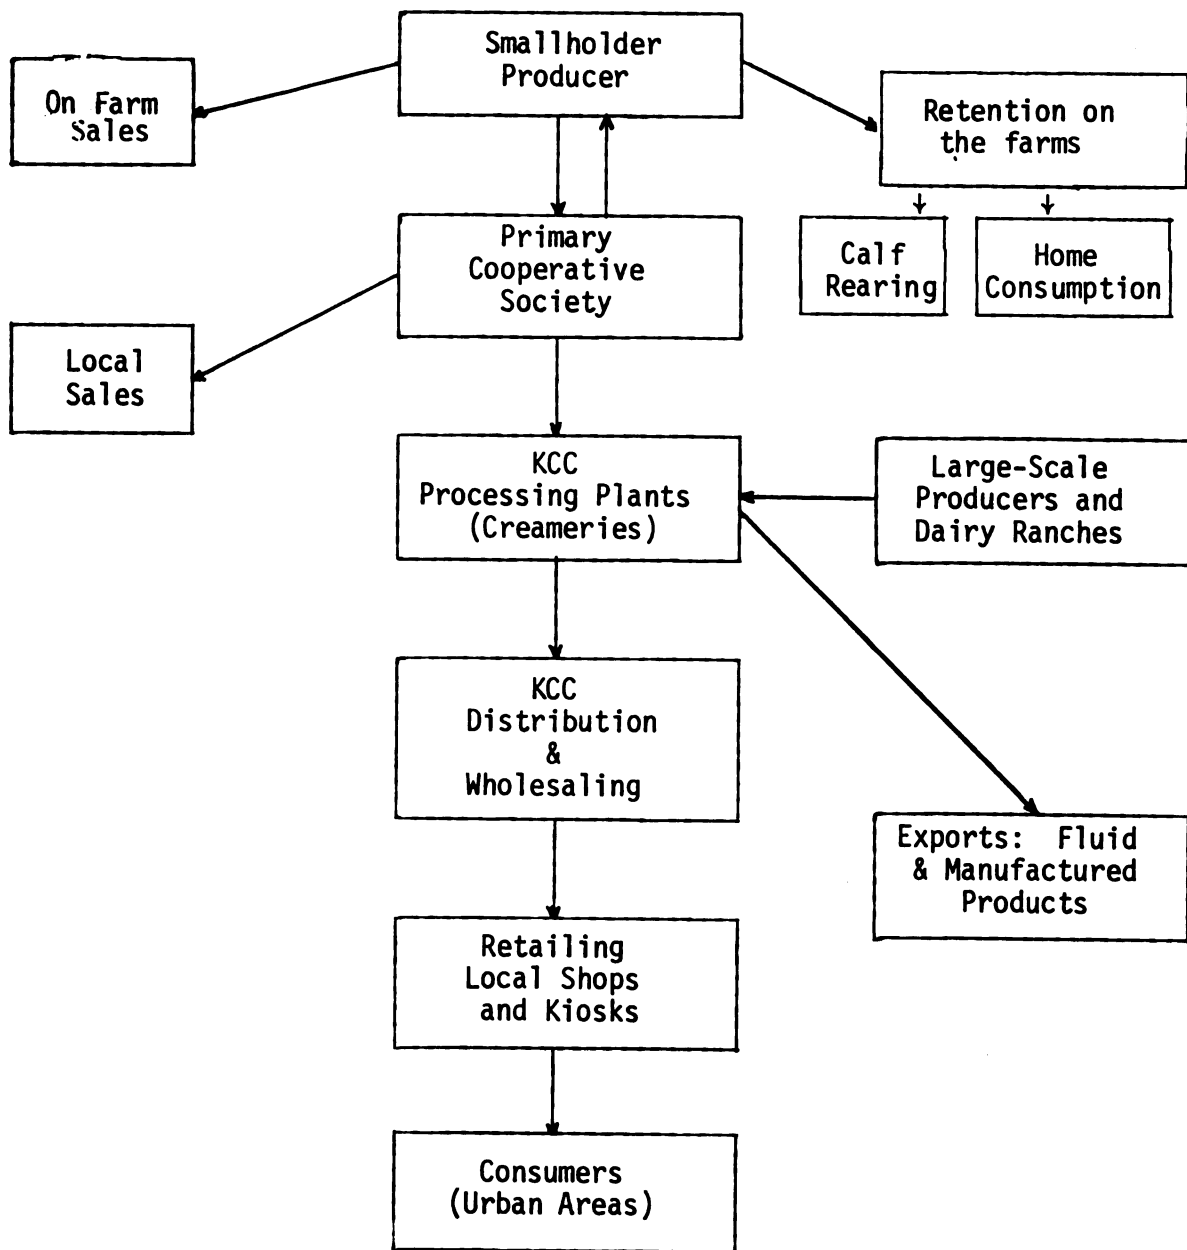 Smallholder
Producer
On Farm
Sales
Retention on
the farms
Calf
Rearing
Home
Consumption
Primary
Cooperative
Society
Local
Sales
KCC
Processing Plants
(Creameries)
Large-Scale
Producers and
Dairy Ranches
KCC
Distribution
&
Wholesaling
Exports: Fluid
& Manufactured
Products
Retailing
Local Shops
and Kiosks
Consumers
(Urban Areas)